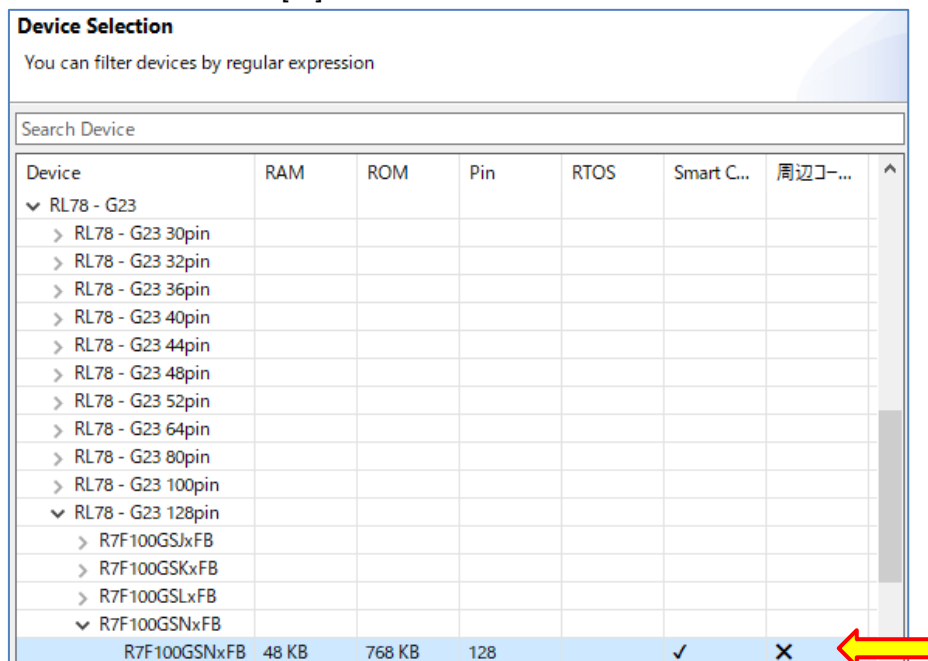 Device Selection
You can filter devices by regular expression
Search Device
Device RAM ROM Pin RTOS Smart C... 周辺コー...
RL78 - G23
RL78 - G23 30pin
RL78 - G23 32pin
RL78 - G23 36pin
RL78 - G23 40pin
RL78 - G23 44pin
RL78 - G23 48pin
RL78 - G23 52pin
RL78 - G23 64pin
RL78 - G23 80pin
RL78 - G23 100pin
RL78 - G23 128pin
R7F100GSJxFB
R7F100GSKxFB
R7F100GSLxFB
R7F100GSNxFB
R7F100GSNxFB 48 KB 768 KB 128 ✓ ✕